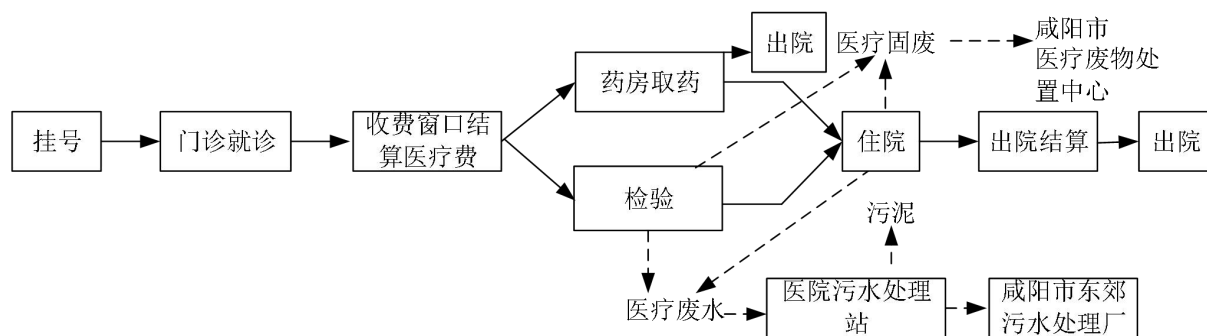 出院
医疗固废
咸阳市
医疗废物处
置中心
药房取药
挂号
门诊就诊
收费窗口结
算医疗费
住院
出院结算
出院
检验
污泥
医疗废水
医院污水处理
站
咸阳市东郊
污水处理厂